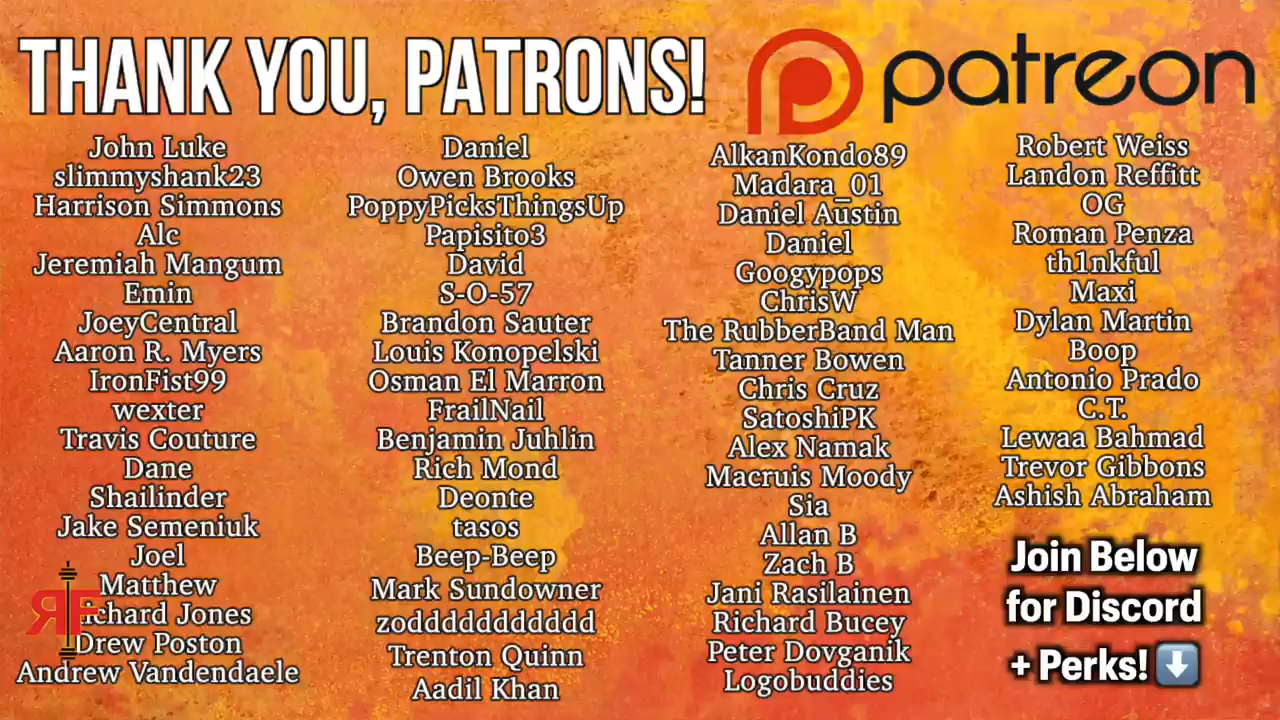 THANK YOU, PATRONS!
patreon
John Luke
slimmyshank23
Harrison Simmons
Alc
Jeremiah Mangum
Emin
JoeyCentral
Aaron R. Myers
IronFist99
wexter
Travis Couture
Dane
Shailinder
Jake Semeniuk
Joel
Matthew
Richard Jones
Drew Poston
Andrew Vandendaele
RF
Daniel
Owen Brooks
PoppyPicksThingsUp
Papisito3
David
S-O-57
Brandon Sauter
Louis Konopelski
Osman El Marron
FrailNail
Benjamin Juhlin
Rich Mond
Deonte
tasos
Beep-Beep
Mark Sundowner
zodddddddddddd
Trenton Quinn
Aadil Khan
AlkanKondo89
Madara_01
Daniel Austin
Daniel
Googypops
ChrisW
The RubberBand Man
Tanner Bowen
Chris Cruz
SatoshiPK
Alex Namak
Macruis Moody
Sia
Allan B
Zach B
Jani Rasilainen
Richard Bucey
Peter Dovganik
Logobuddies
Robert Weiss
Landon Reffitt
OG
Roman Penza
th1nkful
Maxi
Dylan Martin
Boop
Antonio Prado
C.T.
Lewaa Bahmad
Trevor Gibbons
Ashish Abraham
Join Below
for Discord
+ Perks!